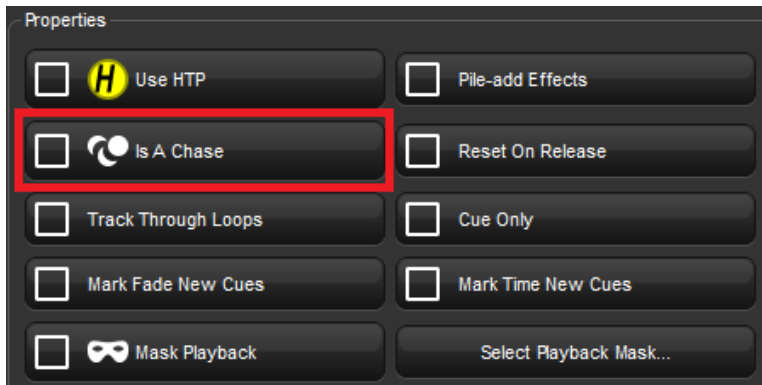 Properties
H Use HTP
Pile-add Effects
Is A Chase
Reset On Release
Track Through Loops
Cue Only
Mark Fade New Cues
Mark Time New Cues
Mask Playback
Select Playback Mask...